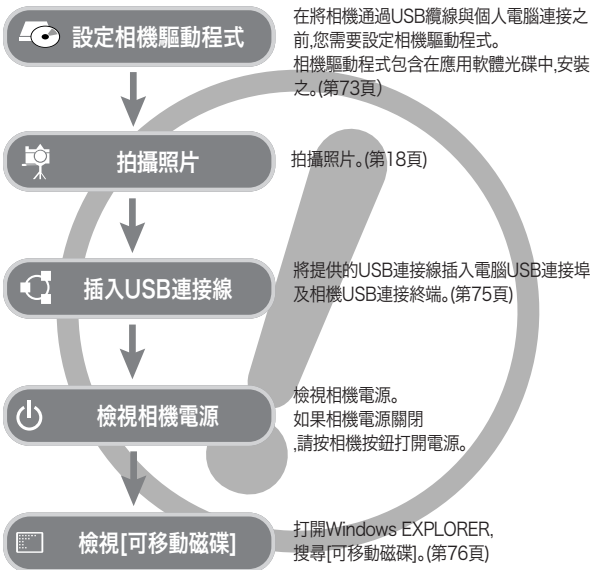 設定相機驅動程式
在將相機通過USB纜線與個人電腦連接之
前,您需要設定相機驅動程式。
相機驅動程式包含在應用軟體光碟中,安裝
之。(第73頁)
拍攝照片
拍攝照片。(第18頁)
插入USB連接線
將提供的USB連接線插入電腦USB連接埠
及相機USB連接終端。(第75頁)
檢視相機電源
檢視相機電源。
如果相機電源關閉
,請按相機按鈕打開電源。
檢視[可移動磁碟]
打開Windows EXPLORER,
搜尋[可移動磁碟]。(第76頁)